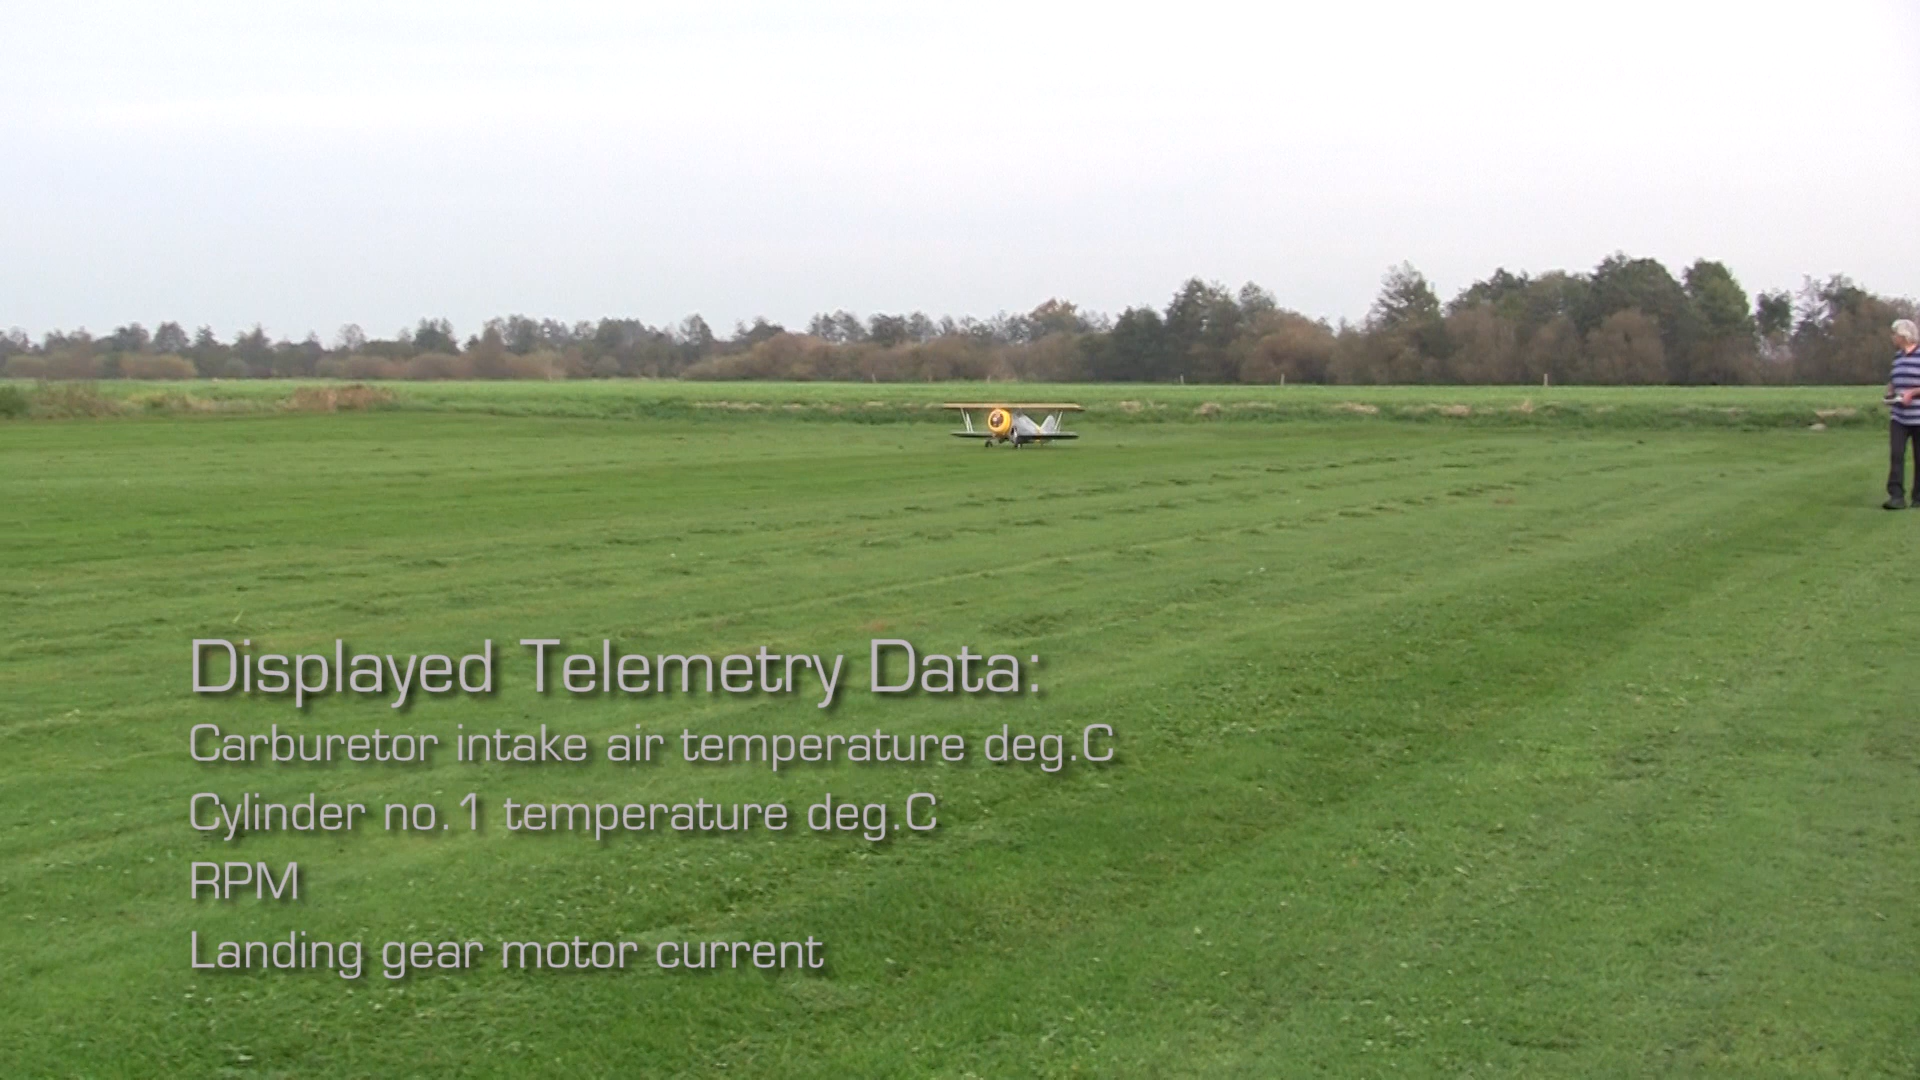 Displayed Telemetry Data:
Carburetor intake air temperature deg.C
Cylinder no.1 temperature deg.C
RPM
Landing gear motor current